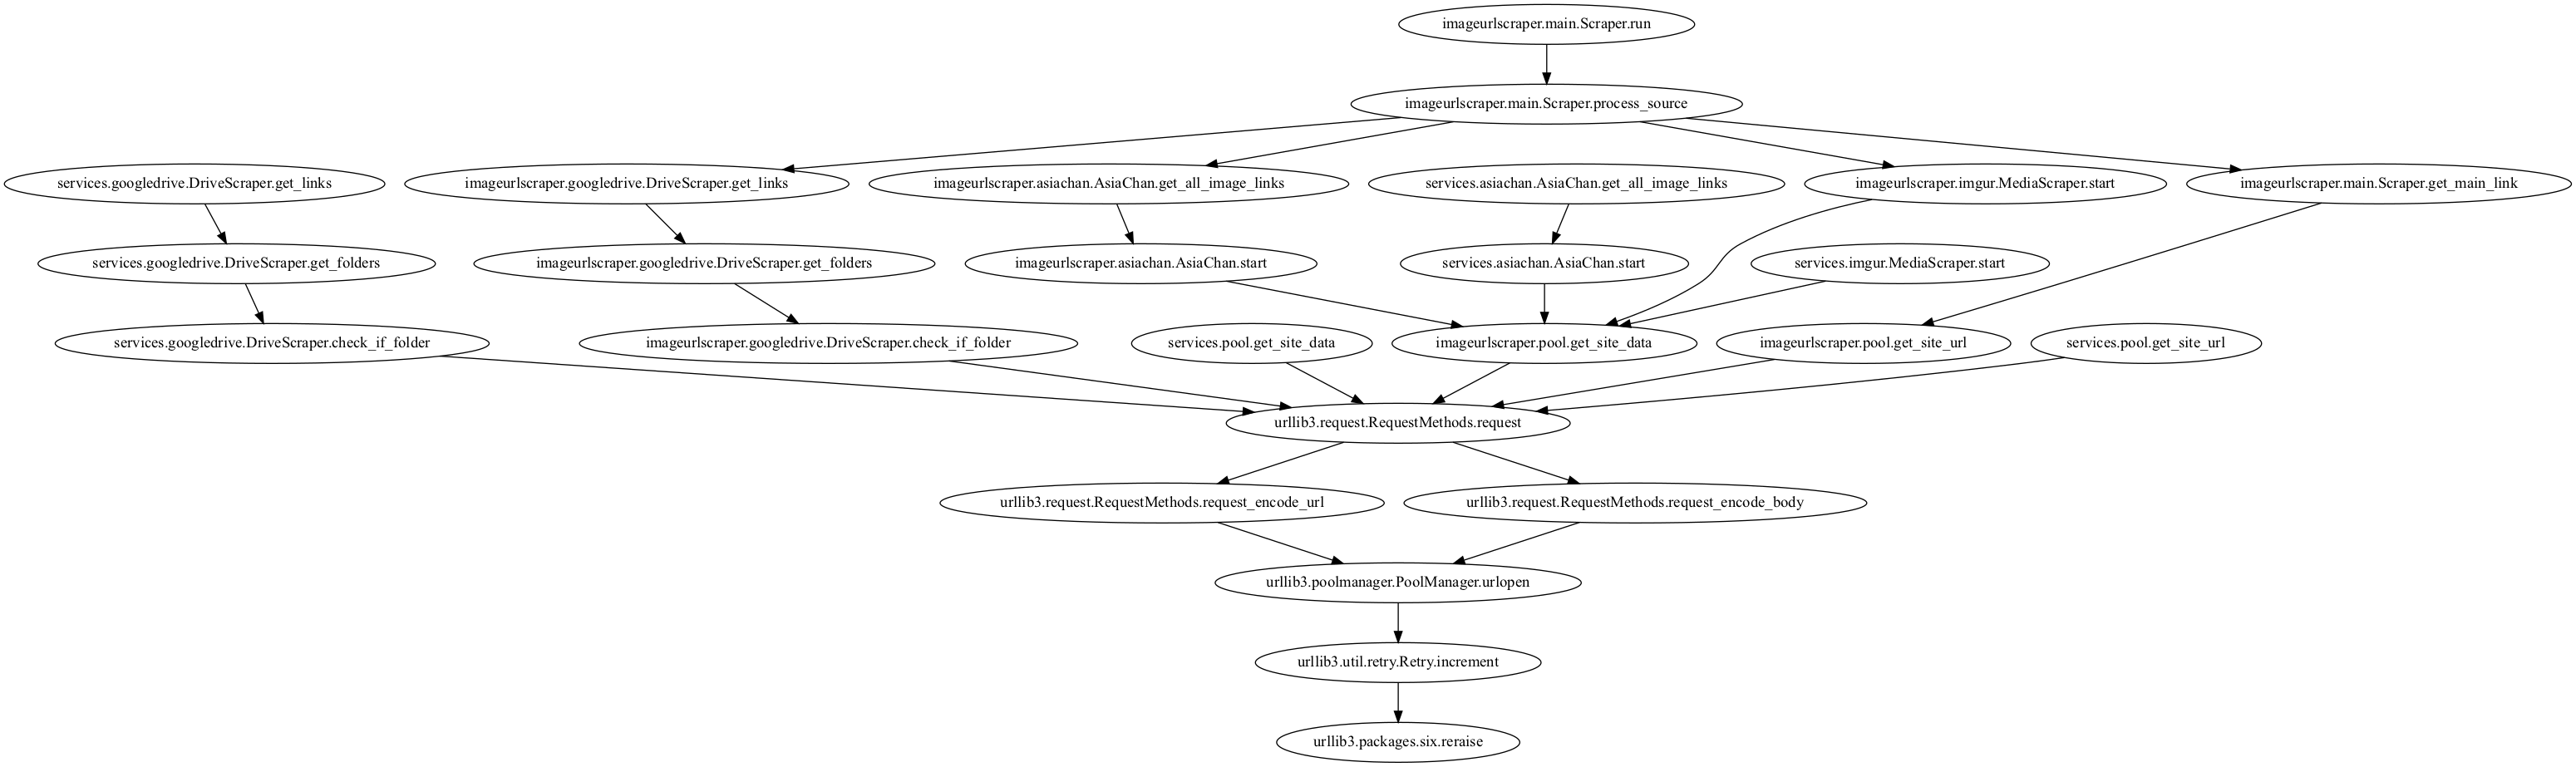 imageurlscraper.main.Scraper.run
imageurlscraper.main.Scraper.process_source
services.googledrive.DriveScraper.get_links
imageurlscraper.googledrive.DriveScraper.get_links
imageurlscraper.asiachan.AsiaChan.get_all_image_links
services.asiachan.AsiaChan.get_all_image_links
imageurlscraper.imgur.MediaScraper.start
imageurlscraper.main.Scraper.get_main_link
services.googledrive.DriveScraper.get_folders
imageurlscraper.googledrive.DriveScraper.get_folders
imageurlscraper.asiachan.AsiaChan.start
services.asiachan.AsiaChan.start
services.imgur.MediaScraper.start
services.googledrive.DriveScraper.check_if_folder
imageurlscraper.googledrive.DriveScraper.check_if_folder
services.pool.get_site_data
imageurlscraper.pool.get_site_data
imageurlscraper.pool.get_site_url
services.pool.get_site_url
urllib3.request.RequestMethods.request
urllib3.request.RequestMethods.request_encode_url
urllib3.request.RequestMethods.request_encode_body
urllib3.poolmanager.PoolManager.urlopen
urllib3.util.retry.Retry.increment
urllib3.packages.six.reraise